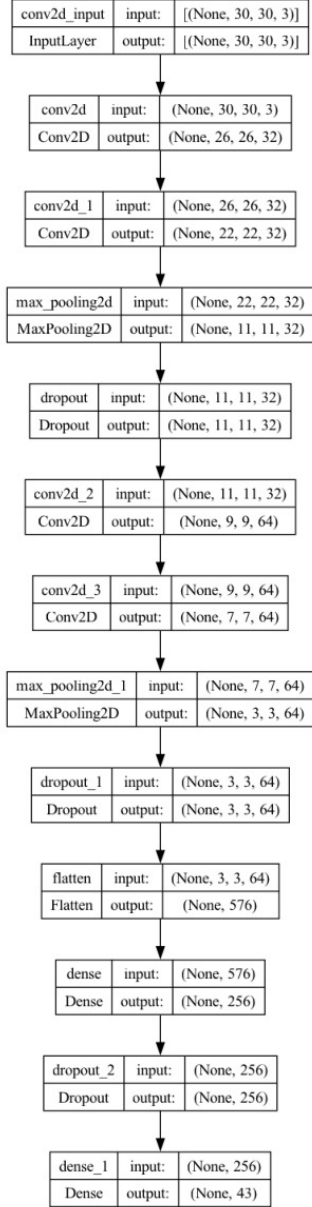 conv2d_input input: [(None, 30, 30, 3)]
InputLayer output: [(None, 30, 30, 3)]
conv2d input: (None, 30, 30, 3)
Conv2D output: (None, 26, 26, 32)
conv2d_1 input: (None, 26, 26, 32)
Conv2D output: (None, 22, 22, 32)
max_pooling2d input: (None, 22, 22, 32)
MaxPooling2D output: (None, 11, 11, 32)
dropout input: (None, 11, 11, 32)
Dropout output: (None, 11, 11, 32)
conv2d_2 input: (None, 11, 11, 32)
Conv2D output: (None, 9, 9, 64)
conv2d_3 input: (None, 9, 9, 64)
Conv2D output: (None, 7, 7, 64)
max_pooling2d_1 input: (None, 7, 7, 64)
MaxPooling2D output: (None, 3, 3, 64)
dropout_1 input: (None, 3, 3, 64)
Dropout output: (None, 3, 3, 64)
flatten input: (None, 3, 3, 64)
Flatten output: (None, 576)
dense input: (None, 576)
Dense output: (None, 256)
dropout_2 input: (None, 256)
Dropout output: (None, 256)
dense_1 input: (None, 256)
Dense output: (None, 43)